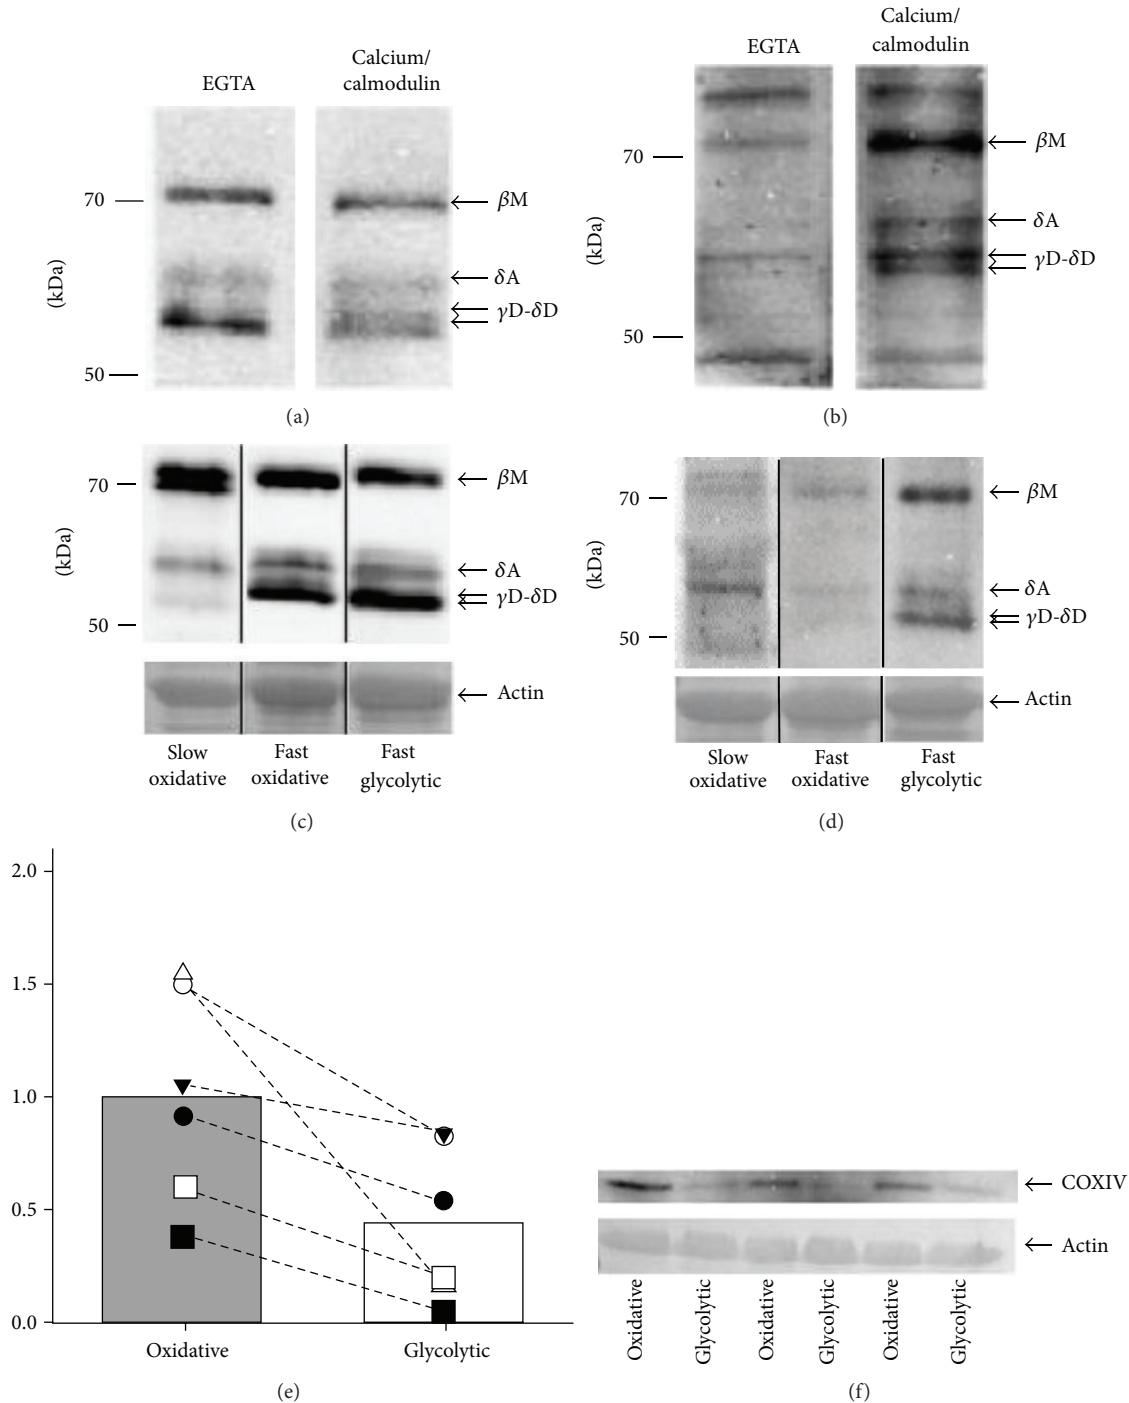 EGTA
Calcium/
calmodulin
70
50
(kDa)
βM
δA
γD-δD
(a)
EGTA
Calcium/
calmodulin
70
50
(kDa)
βM
δA
γD-δD
(b)
70
50
(kDa)
βM
δA
γD-δD
Actin
Slow
oxidative
Fast
oxidative
Fast
glycolytic
(c)
70
50
(kDa)
βM
δA
γD-δD
Actin
Slow
oxidative
Fast
oxidative
Fast
glycolytic
(d)
2.0
1.5
1.0
0.5
0.0
Oxidative
Glycolytic
(e)
COXIV
Actin
Oxidative
Glycolytic
Oxidative
Glycolytic
Oxidative
Glycolytic
(f)